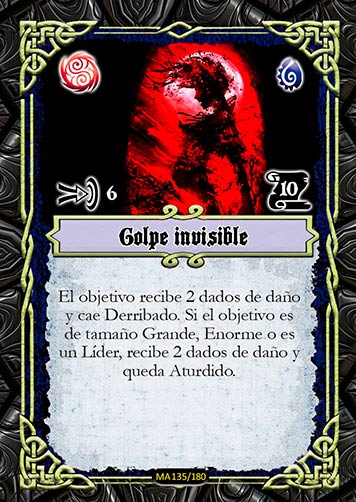 6
10
Golpe invisible
El objetivo recibe 2 dados de daño
y cae Derribado. Si el objetivo es
de tamaño Grande, Enorme o es
un Líder, recibe 2 dados de daño y
queda Aturdido.
MA135/180